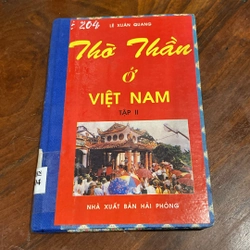 204
LÊ XUÂN QUANG
Thờ Thần
ở
VIỆT NAM
TẬP II
NHÀ XUẤT BẢN HẢI PHÒNG